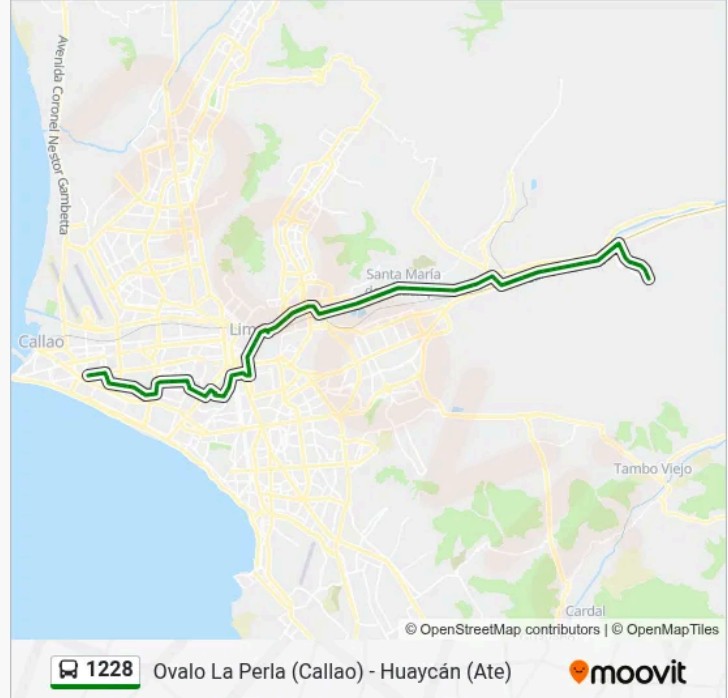 Avenida Coronel Nestor Gambetta
Santa María
Lim
Callao
Tambo Viejo
Cardal
© OpenStreetMap contributors | © OpenMapTiles
1228 Ovalo La Perla (Callao) - Huaycán (Ate) moovit